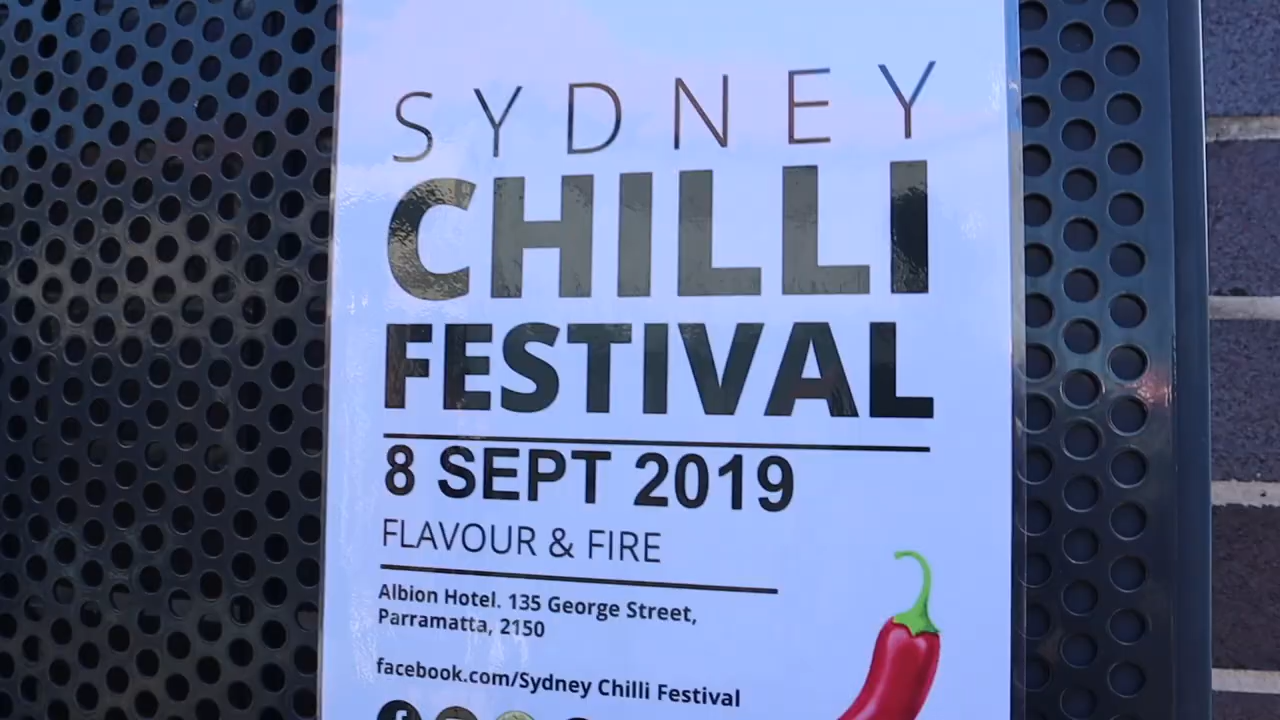 SYDNEY
CHILLI
FESTIVAL
8 SEPT 2019
FLAVOUR & FIRE
Albion Hotel. 135 George Street,
Parramatta, 2150
facebook.com/Sydney Chilli Festival